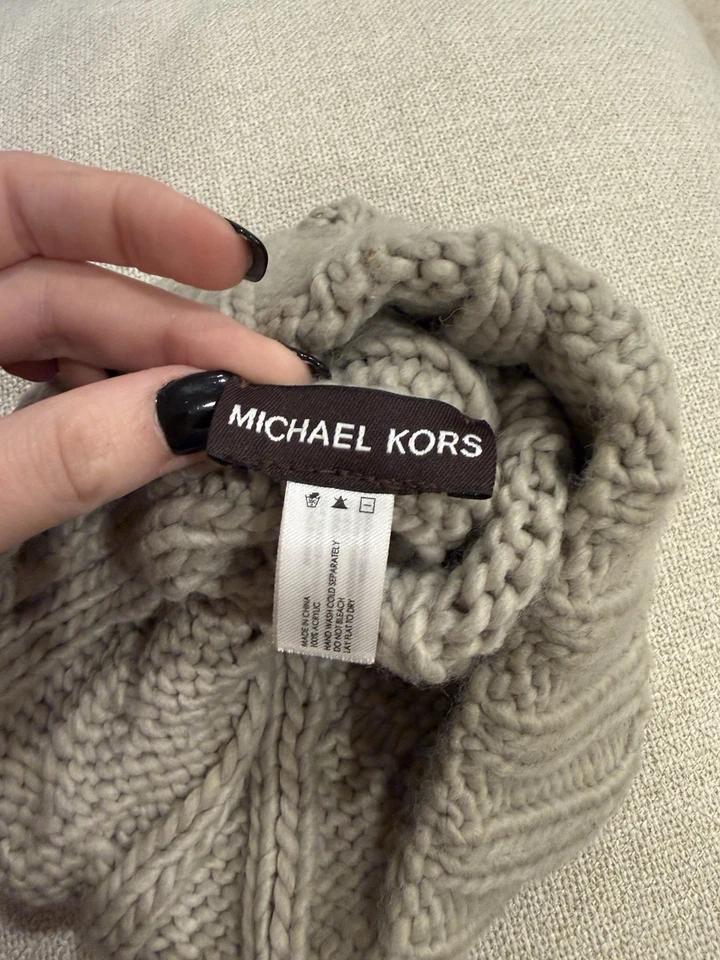 MICHAEL KORS
MADE IN CHINA
100% ACRYLIC
HAND WASH COLD SEPARATELY
DO NOT BLEACH
LAY FLAT TO DRY